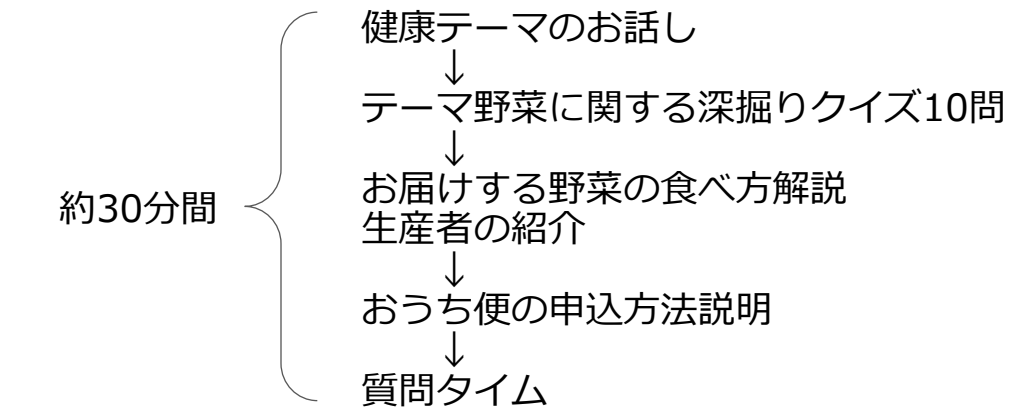 健康テーマのお話し
↓
テーマ野菜に関する深掘りクイズ10問
↓
お届けする野菜の食べ方解説
約30分間
生産者の紹介
↓
おうち便の申込方法説明
↓
質問タイム